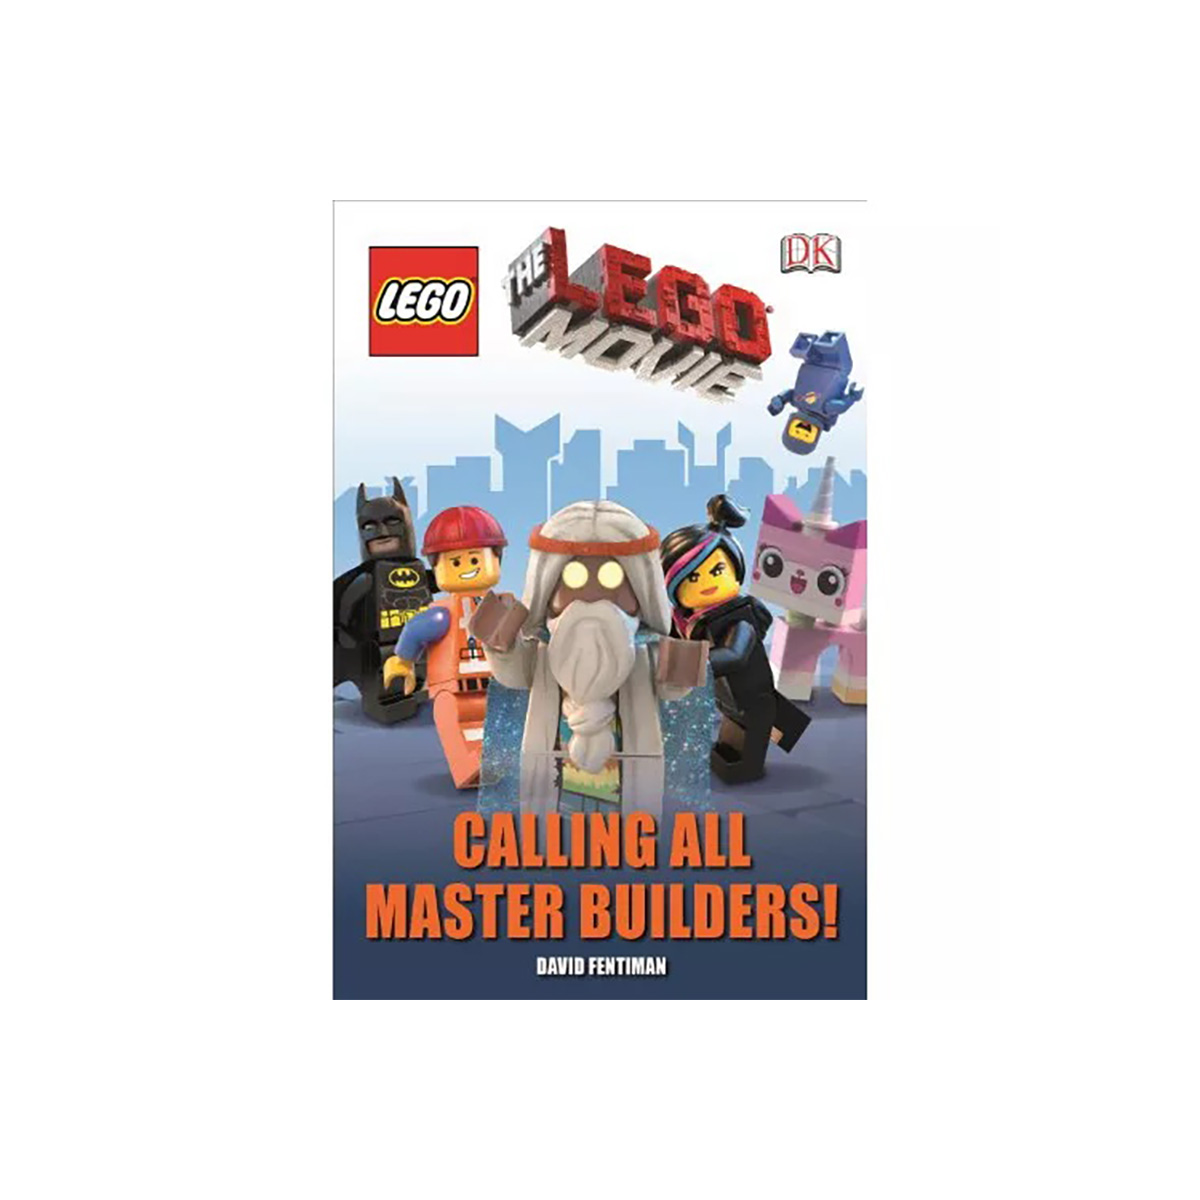 LEGO
THE
LEGO
MOVIE
DK
CALLING ALL
MASTER BUILDERS!
DAVID FENTIMAN